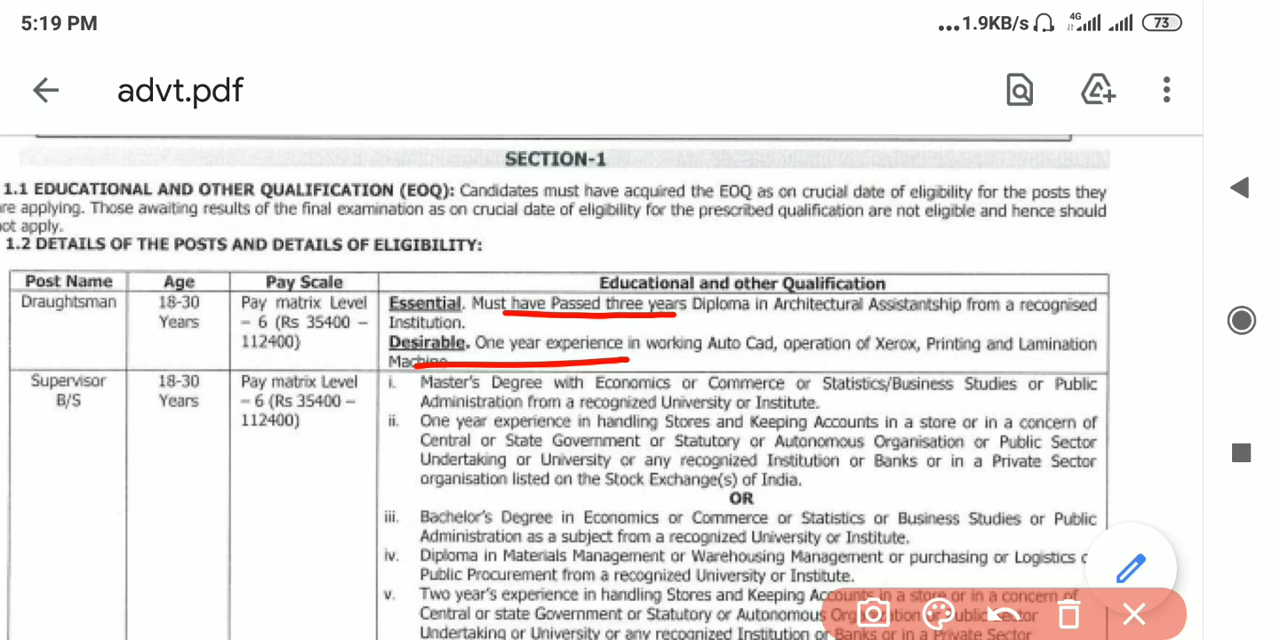 5:19 PM
...1.9KB/s 4G 73
advt.pdf
SECTION-1
1.1 EDUCATIONAL AND OTHER QUALIFICATION (EOQ): Candidates must have acquired the EOQ as on crucial date of eligibility for the posts they
re applying. Those awaiting results of the final examination as on crucial date of eligibility for the prescribed qualification are not eligible and hence should
ot apply.
1.2 DETAILS OF THE POSTS AND DETAILS OF ELIGIBILITY:
Post Name Age Pay Scale Educational and other Qualification
Draughtsman 18-30 Pay matrix Level Essential. Must have Passed three years Diploma in Architectural Assistantship from a recognised
Years – 6 (Rs 35400 – Institution.
112400) Desirable. One year experience in working Auto Cad, operation of Xerox, Printing and Lamination
Machine
Supervisor 18-30 Pay matrix Level i. Master's Degree with Economics or Commerce or Statistics/Business Studies or Public
B/S Years – 6 (Rs 35400 – Administration from a recognized University or Institute.
112400) ii. One year experience in handling Stores and Keeping Accounts in a store or in a concern of
Central or State Government or Statutory or Autonomous Organisation or Public Sector
Undertaking or University or any recognized Institution or Banks or in a Private Sector
organisation listed on the Stock Exchange(s) of India.
OR
iii. Bachelor's Degree in Economics or Commerce or Statistics or Business Studies or Public
Administration as a subject from a recognized University or Institute.
iv. Diploma in Materials Management or Warehousing Management or purchasing or Logistics
Public Procurement from a recognized University or Institute.
v. Two year's experience in handling Stores and Keeping Accounts in a store or in a concern of
Central or state Government or Statutory or Autonomous Organization or Public Sector
Undertaking or University or any recognized Institution or Banks or in a Private Sector